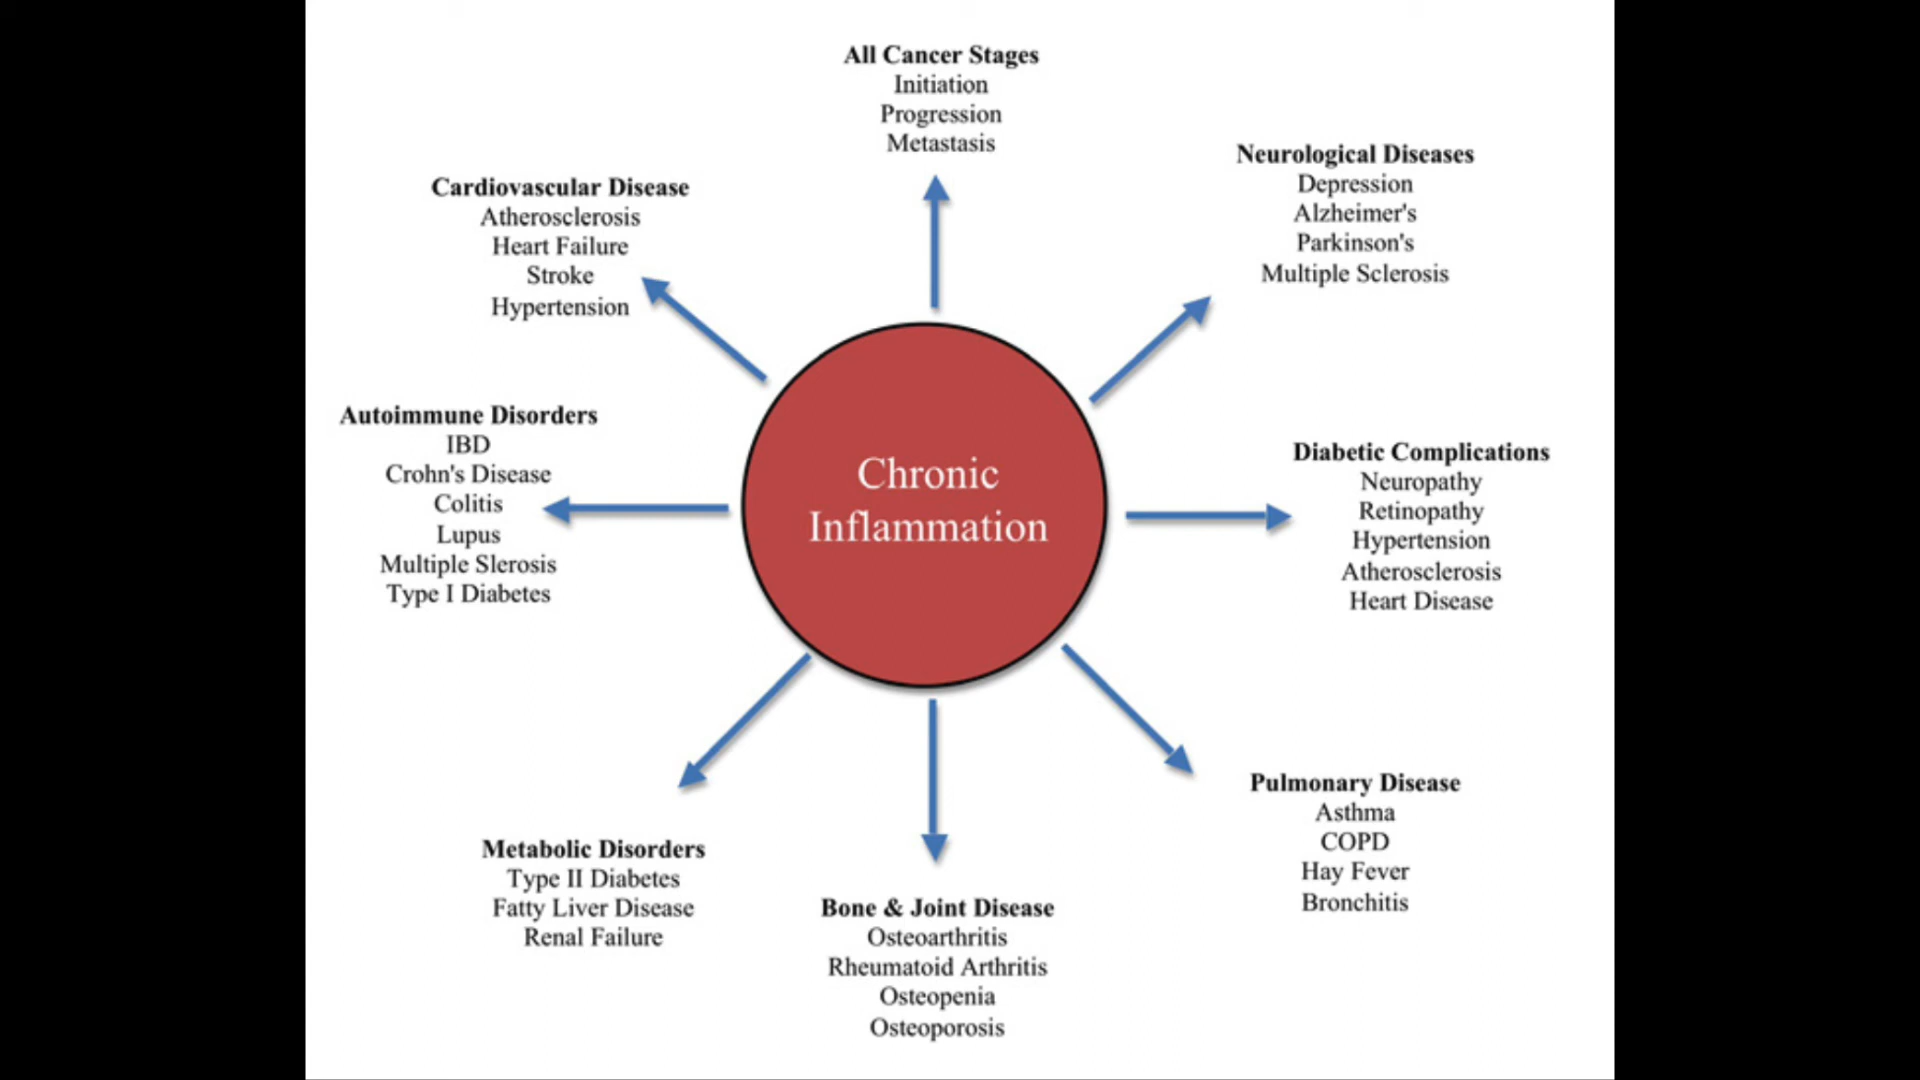 All Cancer Stages
Initiation
Progression
Metastasis
Neurological Diseases
Depression
Alzheimer's
Parkinson's
Multiple Sclerosis
Cardiovascular Disease
Atherosclerosis
Heart Failure
Stroke
Hypertension
Autoimmune Disorders
IBD
Crohn's Disease
Colitis
Lupus
Multiple Slerosis
Type I Diabetes
Chronic
Inflammation
Diabetic Complications
Neuropathy
Retinopathy
Hypertension
Atherosclerosis
Heart Disease
Metabolic Disorders
Type II Diabetes
Fatty Liver Disease
Renal Failure
Bone & Joint Disease
Osteoarthritis
Rheumatoid Arthritis
Osteopenia
Osteoporosis
Pulmonary Disease
Asthma
COPD
Hay Fever
Bronchitis